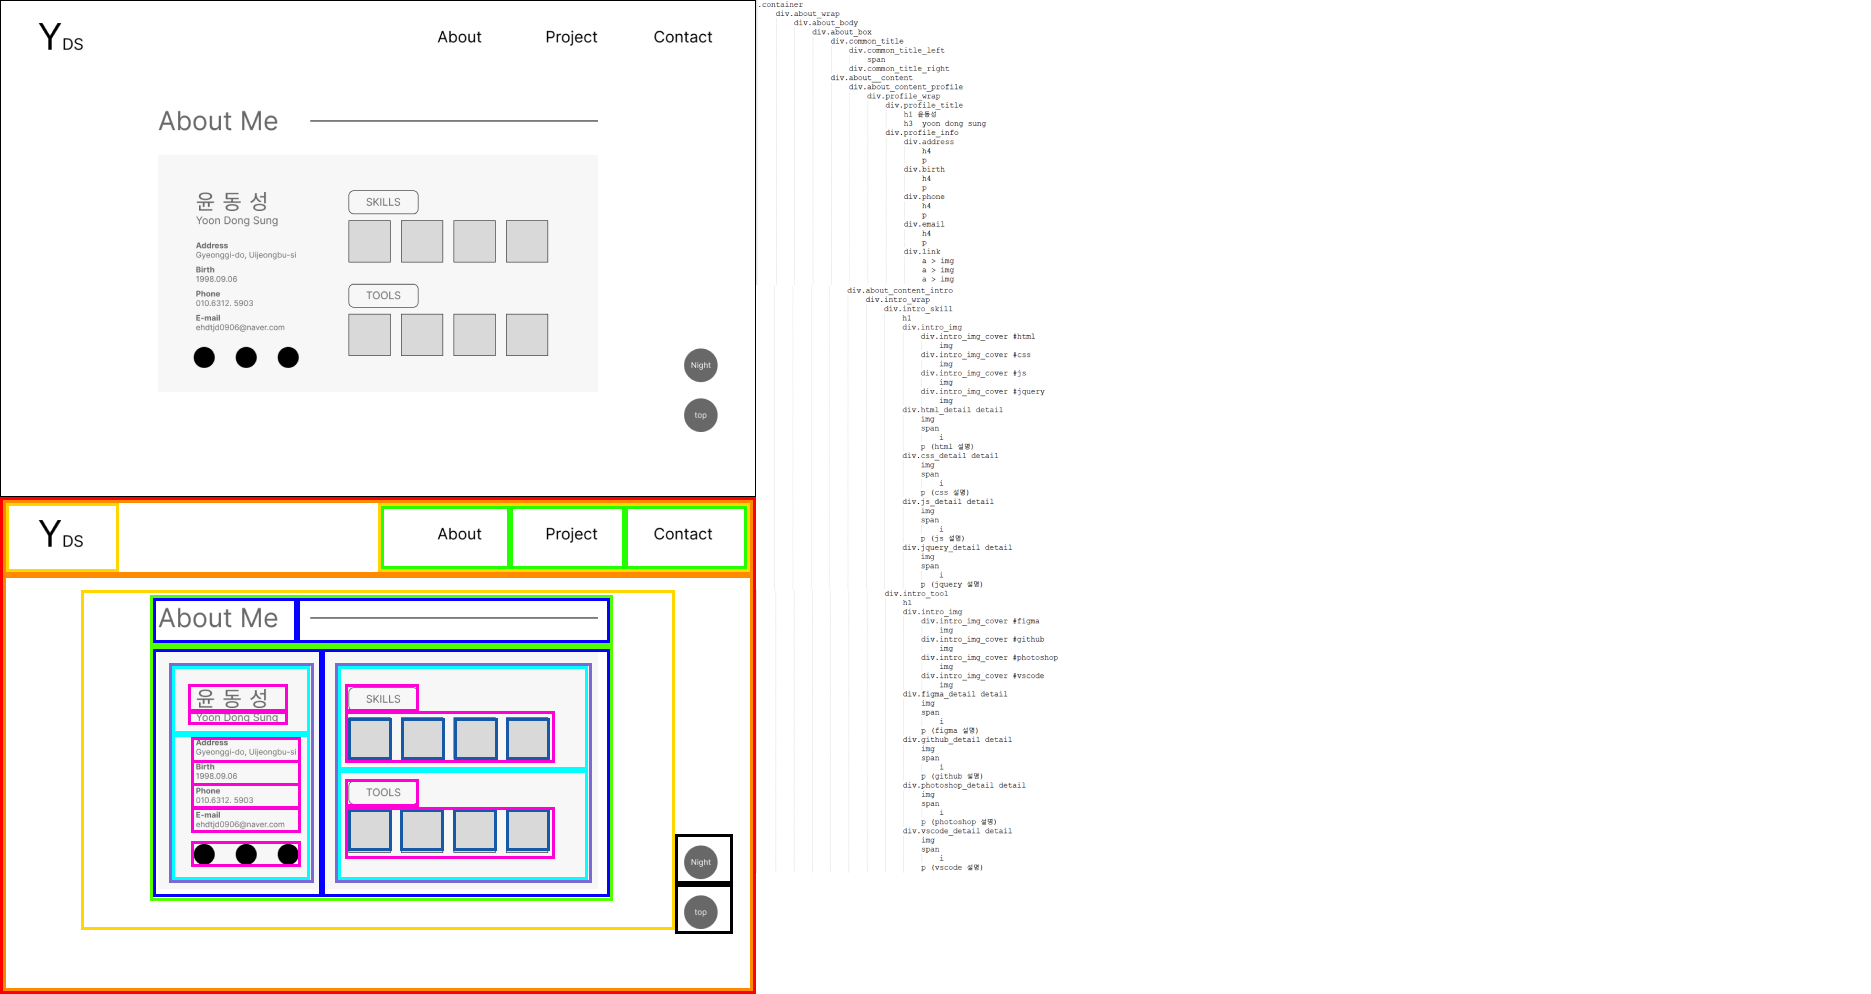 YDS
About
Project
Contact
About Me
윤 동 성
Yoon Dong Sung
Address
Gyeonggi-do, Uijeongbu-si
Birth
1998.09.06
Phone
010.6312. 5903
E-mail
ehdtjd0906@naver.com
SKILLS
TOOLS
Night
top
YDS
About
Project
Contact
About Me
윤 동 성
Yoon Dong Sung
Address
Gyeonggi-do, Uijeongbu-si
Birth
1998.09.06
Phone
010.6312. 5903
E-mail
ehdtjd0906@naver.com
SKILLS
TOOLS
Night
top
.container
div.about_wrap
div.about_body
div.about_box
div.common_title
div.common_title_left
span
div.common_title_right
div.about__content
div.about_content_profile
div.profile_wrap
div.profile_title
h1 윤동성
h3  yoon dong sung
div.profile_info
div.address
h4
p
div.birth
h4
p
div.phone
h4
p
div.email
h4
p
div.link
a > img
a > img
a > img
div.about_content_intro
div.intro_wrap
div.intro_skill
h1
div.intro_img
div.intro_img_cover #html
img
div.intro_img_cover #css
img
div.intro_img_cover #js
img
div.intro_img_cover #jquery
img
div.html_detail detail
img
span
i
p (html 설명)
div.css_detail detail
img
span
i
p (css 설명)
div.js_detail detail
img
span
i
p (js 설명)
div.jquery_detail detail
img
span
i
p (jquery 설명)
div.intro_tool
h1
div.intro_img
div.intro_img_cover #figma
img
div.intro_img_cover #github
img
div.intro_img_cover #photoshop
img
div.intro_img_cover #vscode
img
div.figma_detail detail
img
span
i
p (figma 설명)
div.github_detail detail
img
span
i
p (github 설명)
div.photoshop_detail detail
img
span
i
p (photoshop 설명)
div.vscode_detail detail
img
span
i
p (vscode 설명)